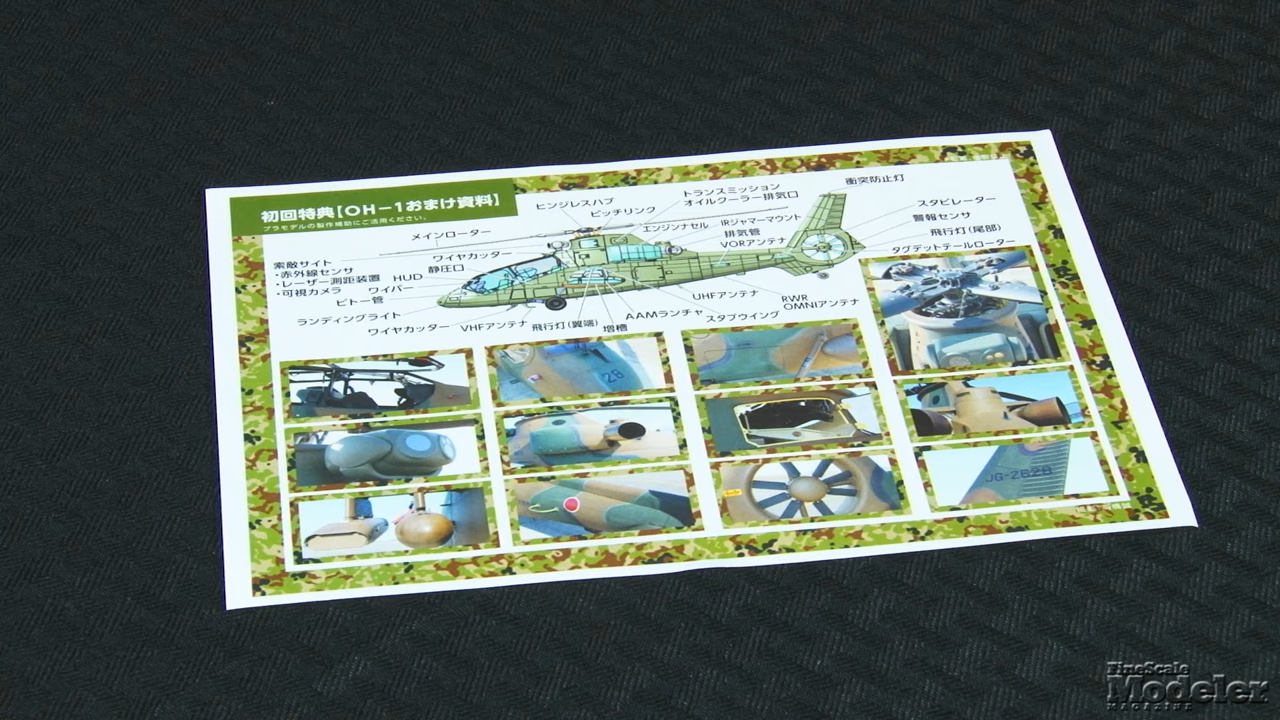 初回特典【OH-1おまけ資料】
プラモデルの製作補助にご活用ください。
ヒンジレスハブ
ピッチリンク
トランスミッション
オイルクーラー排気口
衝突防止灯
メインローター
エンジンナセル
IRジャマーマウント
排気管
VORアンテナ
スタビレーター
警報センサ
飛行灯(尾部)
タグデットテールローター
索敵サイト
・赤外線センサ
・レーザー測距装置
・可視カメラ
ワイヤカッター
静圧口
HUD
ワイパー
ピトー管
ランディングライト
ワイヤカッター
VHFアンテナ
飛行灯(翼端)
増槽
AAMランチャ
スタブウイング
UHFアンテナ
RWR
OMNIアンテナ
28
JG-2628
FineScale
Modeler
MAGAZINE